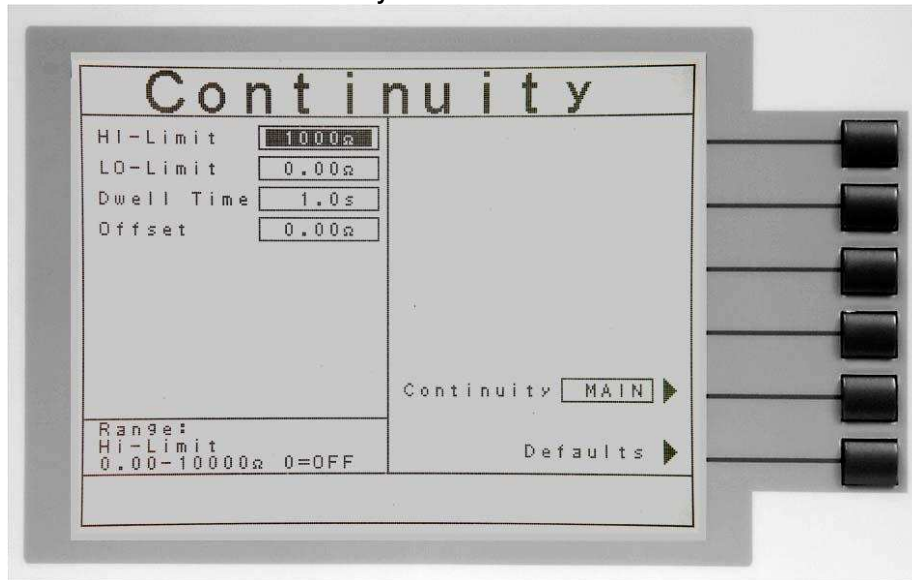 Continuity
HI-Limit 1000Ω
LO-Limit 0.00Ω
Dwell Time 1.0s
Offset 0.00Ω
Continuity MAIN
Range:
Hi-Limit
0.00-10000Ω 0=OFF
Defaults